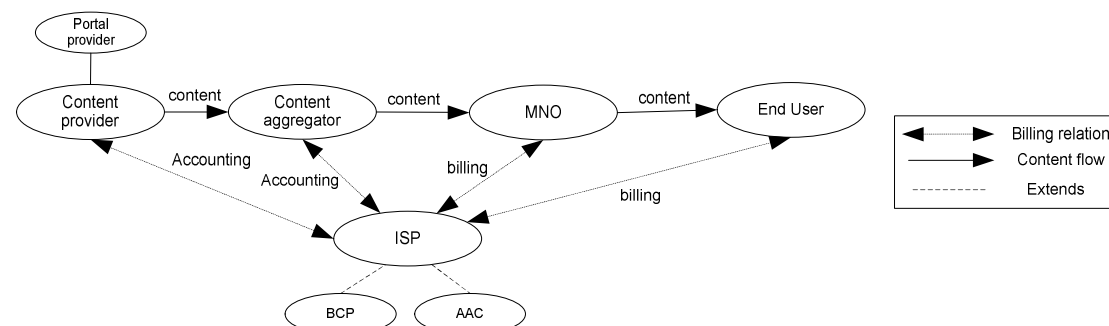 Portal
provider
Content
provider
content
Content
aggregator
content
MNO
content
End User
Accounting
Accounting
billing
billing
ISP
BCP
AAC
Billing relation
Content flow
Extends